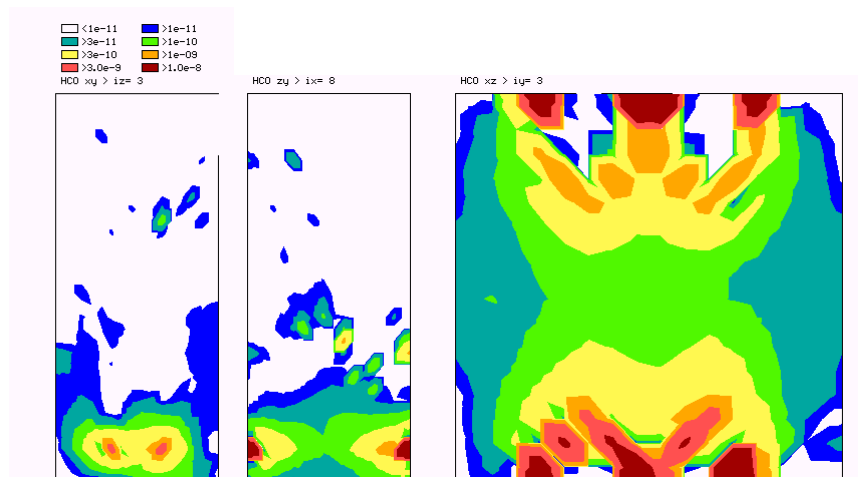 <1e-11 >1e-11
>3e-11 >1e-10
>3e-10 >1e-09
>3.0e-9 >1.0e-8
HCO xy > iz= 3 HCO zy > ix= 8 HCO xz > iy= 3